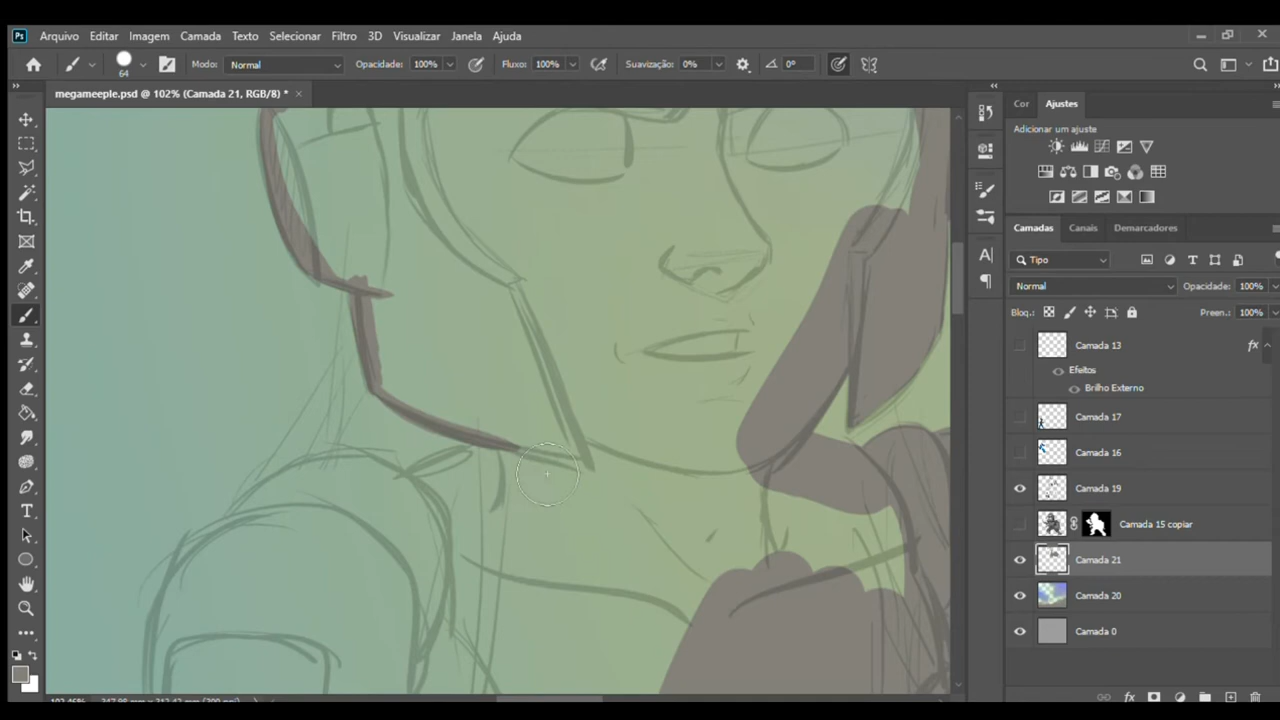 Ps Arquivo Editar Imagem Camada Texto Selecionar Filtro 3D Visualizar Janela Ajuda
64 Modo: Normal Opacidade: 100% Fluxo: 100% Suavização: 0% 0°
megameeple.psd @ 102% (Camada 21, RGB/8) *
Cor Ajustes
Adicionar um ajuste
Camadas Canais Demarcadores
Tipo
Normal Opacidade: 100%
Bloq.: Preen.: 100%
Camada 13 fx
Efeitos
Brilho Externo
Camada 17
Camada 16
Camada 19
Camada 15 copiar
Camada 21
Camada 20
Camada 0
fx